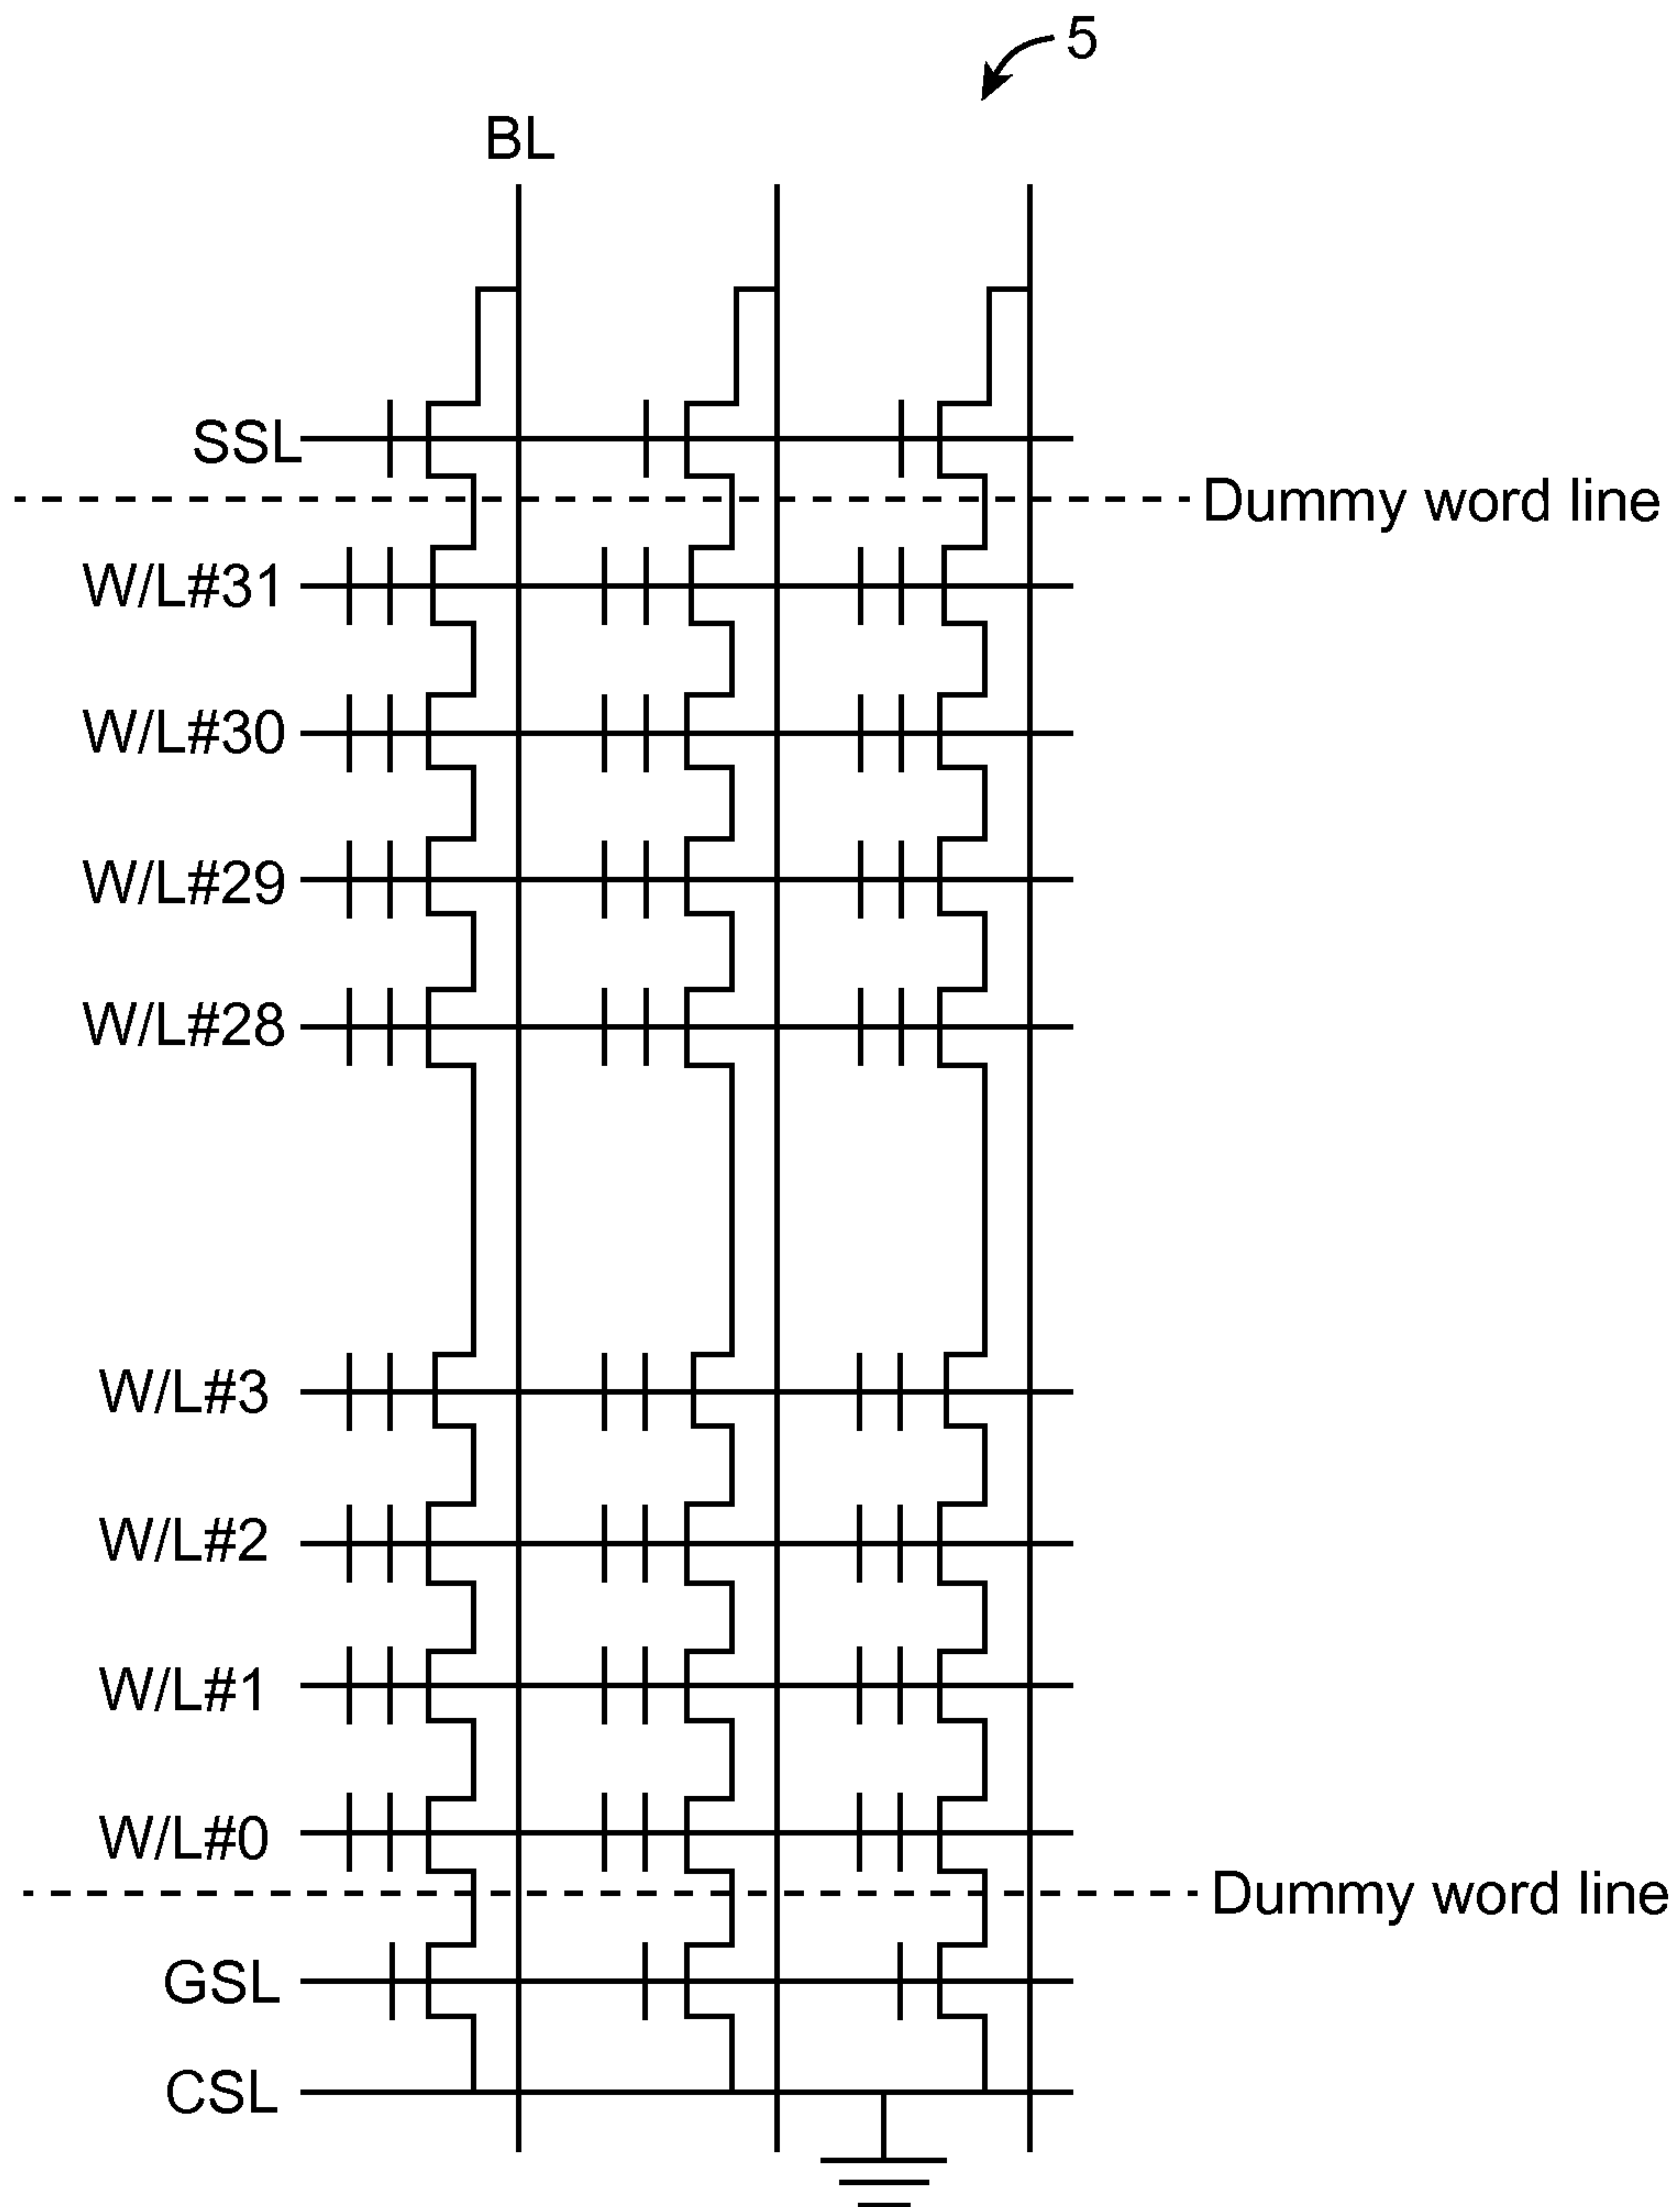 5
BL
SSL
Dummy word line
W/L#31
W/L#30
W/L#29
W/L#28
W/L#3
W/L#2
W/L#1
W/L#0
Dummy word line
GSL
CSL